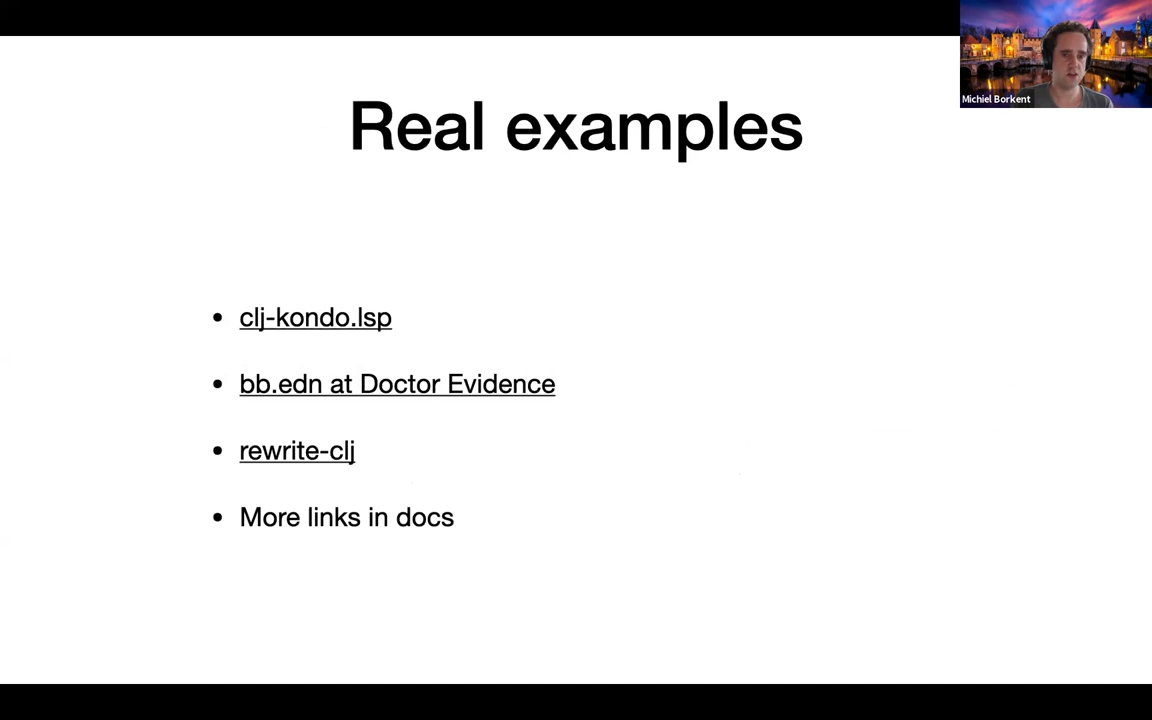 Real examples
Michiel Borkent
• clj-kondo.lsp
• bb.edn at Doctor Evidence
• rewrite-clj
• More links in docs